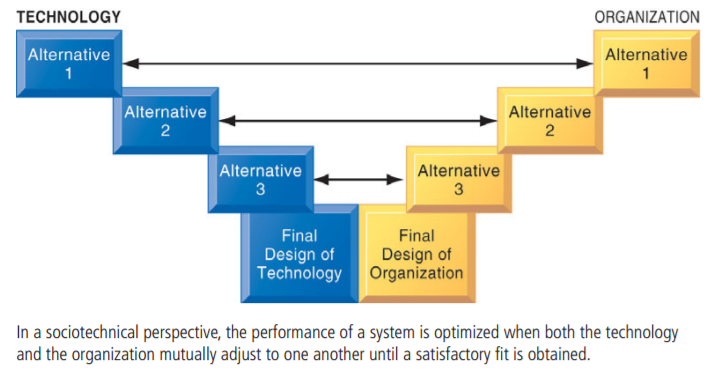 TECHNOLOGY
ORGANIZATION
Alternative
1
Alternative
1
Alternative
2
Alternative
2
Alternative
3
Alternative
3
Final
Design of
Technology
Final
Design of
Organization
In a sociotechnical perspective, the performance of a system is optimized when both the technology
and the organization mutually adjust to one another until a satisfactory fit is obtained.